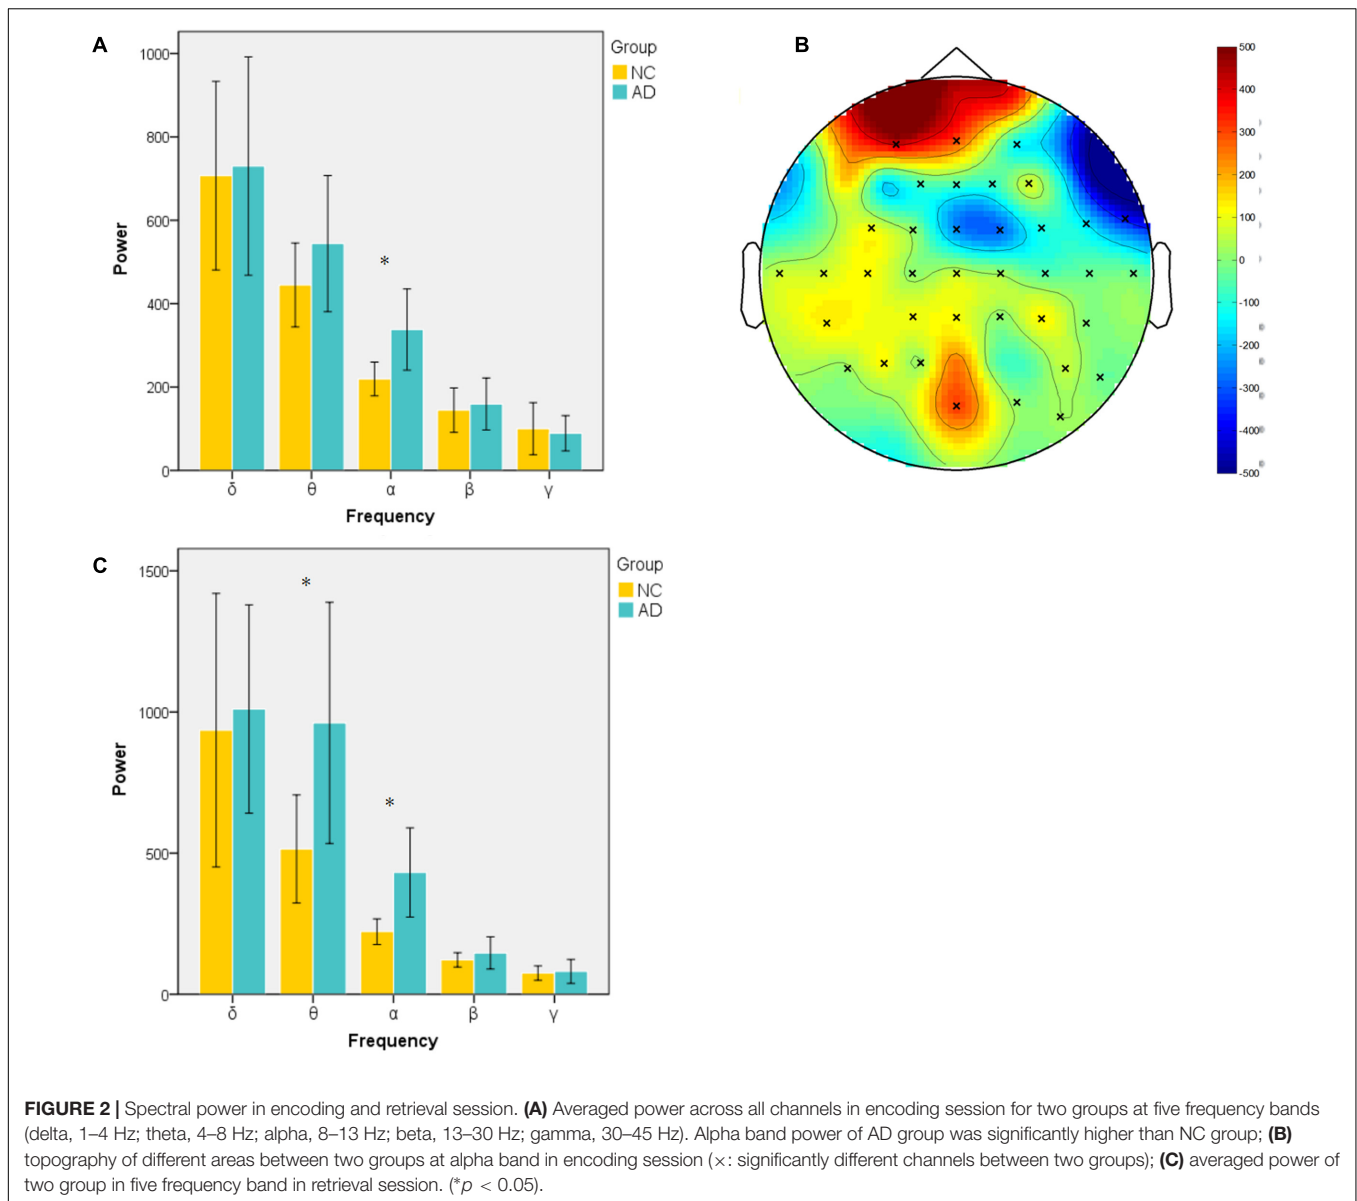 A
Group
NC
AD
1000
800
600
400
200
0
Power
δ
θ
α
β
γ
*
Frequency
B
500
400
300
200
100
0
-100
-200
-300
-400
-500
C
Group
NC
AD
1500
1000
500
0
Power
*
*
δ
θ
α
β
γ
Frequency
FIGURE 2 | Spectral power in encoding and retrieval session. (A) Averaged power across all channels in encoding session for two groups at five frequency bands
(delta, 1–4 Hz; theta, 4–8 Hz; alpha, 8–13 Hz; beta, 13–30 Hz; gamma, 30–45 Hz). Alpha band power of AD group was significantly higher than NC group; (B)
topography of different areas between two groups at alpha band in encoding session (×: significantly different channels between two groups); (C) averaged power of
two group in five frequency band in retrieval session. (*p < 0.05).